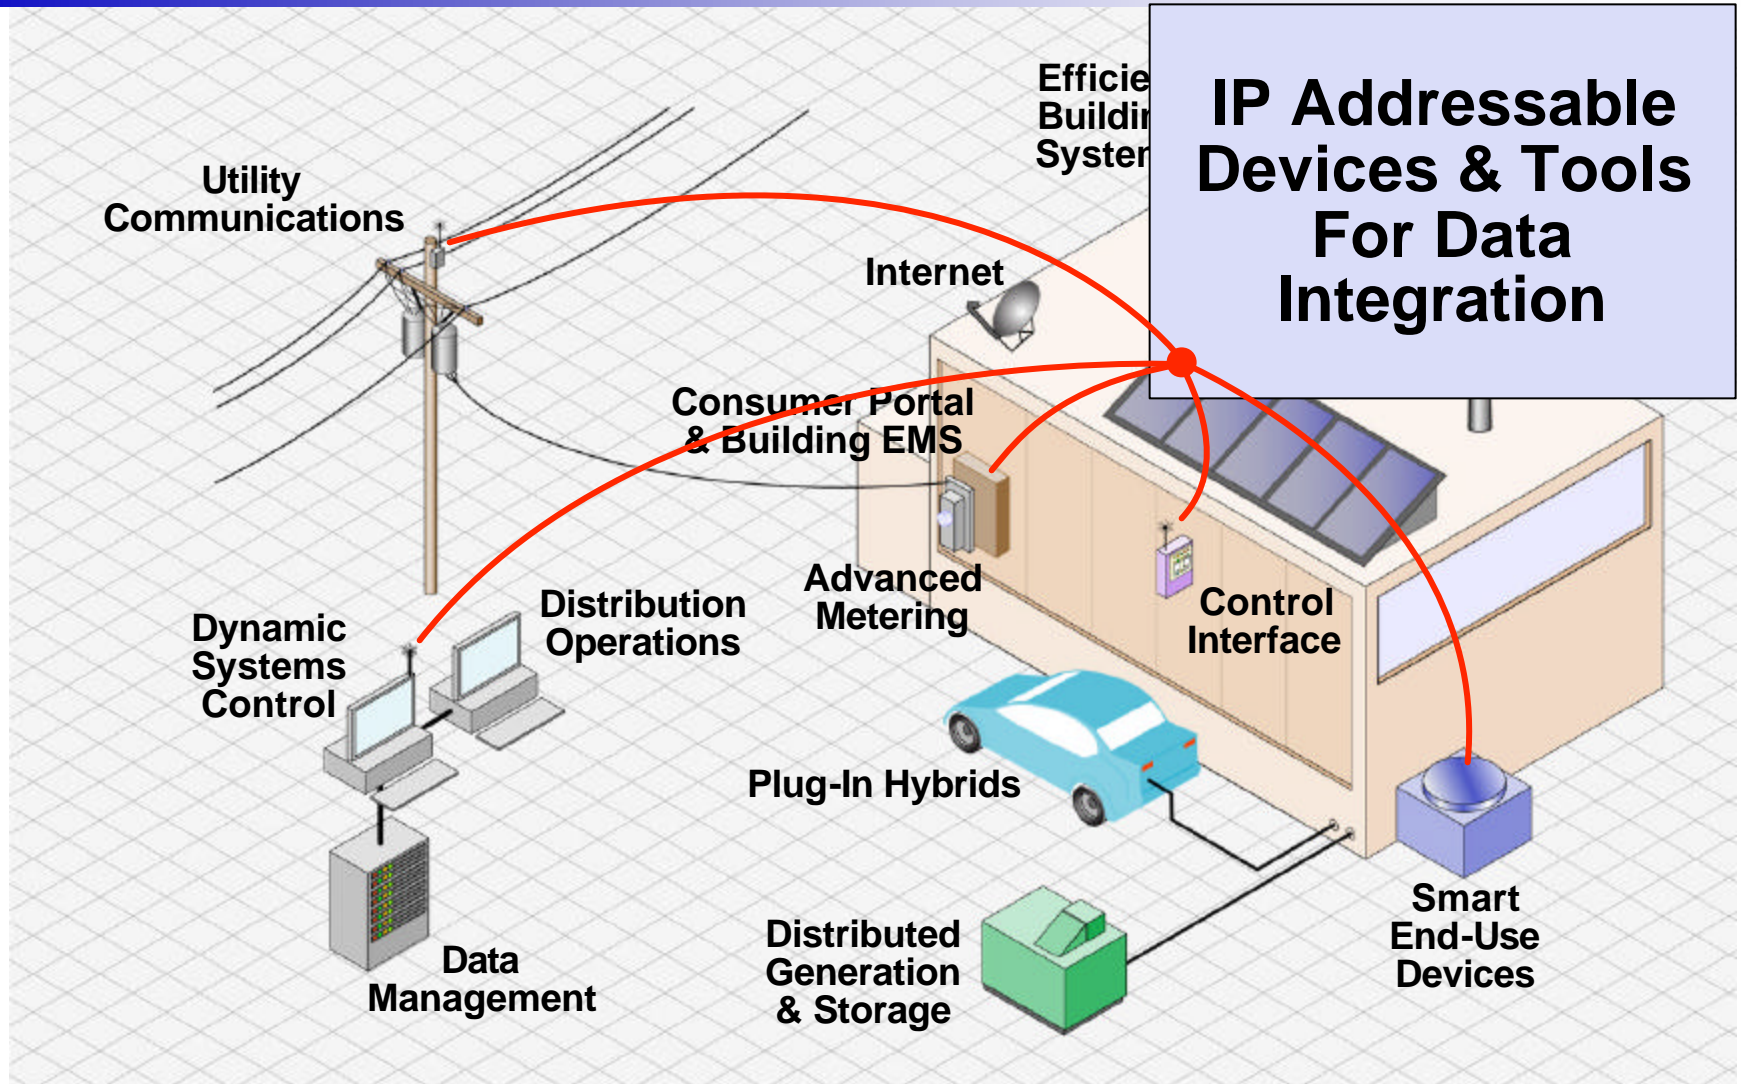 IP Addressable
Devices & Tools
For Data
Integration
Utility
Communications
Internet
Consumer Portal
& Building EMS
Advanced
Metering
Control
Interface
Dynamic
Systems
Control
Distribution
Operations
Plug-In Hybrids
Data
Management
Distributed
Generation
& Storage
Smart
End-Use
Devices